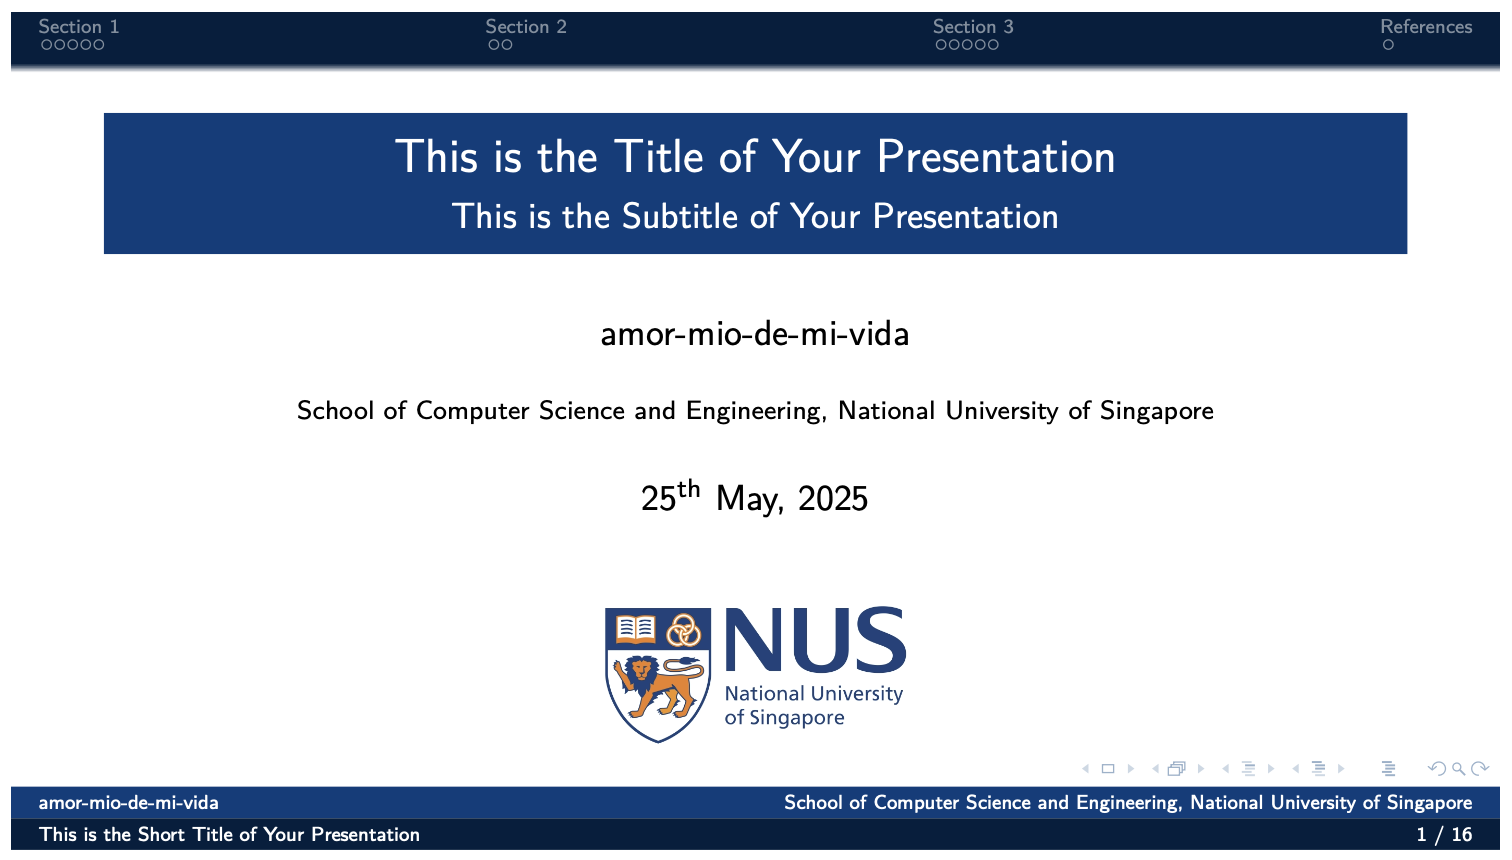 Section 1 Section 2 Section 3 References
This is the Title of Your Presentation
This is the Subtitle of Your Presentation
amor-mio-de-mi-vida
School of Computer Science and Engineering, National University of Singapore
25th May, 2025
NUS
National University
of Singapore
amor-mio-de-mi-vida School of Computer Science and Engineering, National University of Singapore
This is the Short Title of Your Presentation 1 / 16